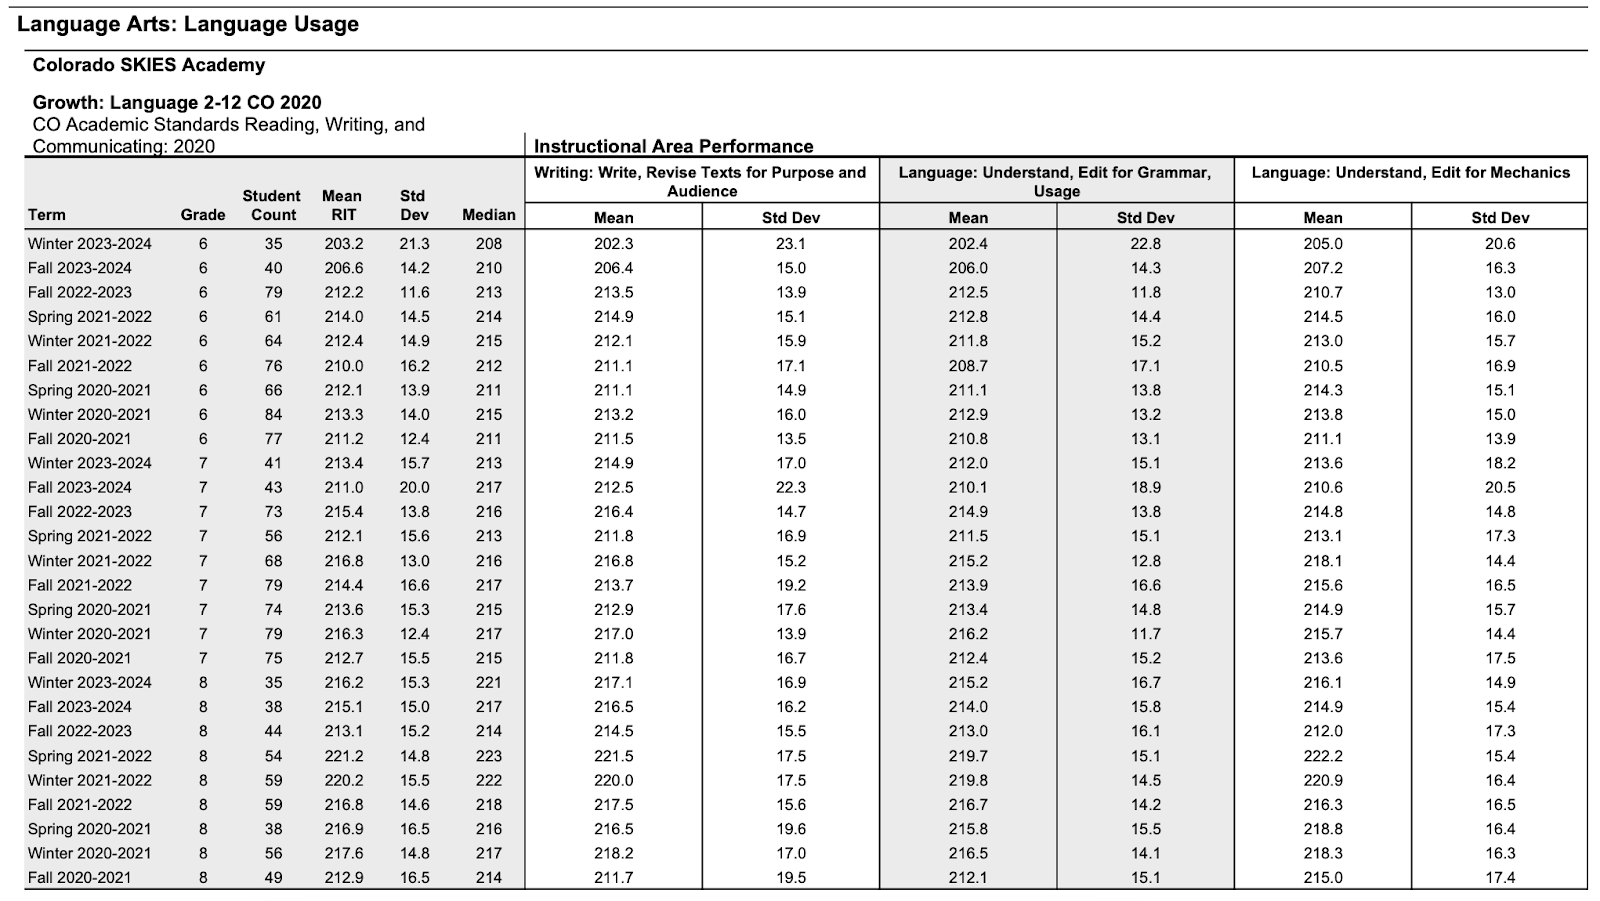 Language Arts: Language Usage
Colorado SKIES Academy
Growth: Language 2-12 CO 2020
CO Academic Standards Reading, Writing, and
Communicating: 2020
Instructional Area Performance
Writing: Write, Revise Texts for Purpose and Audience
Language: Understand, Edit for Grammar, Usage
Language: Understand, Edit for Mechanics
Term Grade Student Count Mean RIT Std Dev Median Mean Std Dev Mean Std Dev Mean Std Dev
Winter 2023-2024 6 35 203.2 21.3 208 202.3 23.1 202.4 22.8 205.0 20.6
Fall 2023-2024 6 40 206.6 14.2 210 206.4 15.0 206.0 14.3 207.2 16.3
Fall 2022-2023 6 79 212.2 11.6 213 213.5 13.9 212.5 11.8 210.7 13.0
Spring 2021-2022 6 61 214.0 14.5 214 214.9 15.1 212.8 14.4 214.5 16.0
Winter 2021-2022 6 64 212.4 14.9 215 212.1 15.9 211.8 15.2 213.0 15.7
Fall 2021-2022 6 76 210.0 16.2 212 211.1 17.1 208.7 17.1 210.5 16.9
Spring 2020-2021 6 66 212.1 13.9 211 211.1 14.9 211.1 13.8 214.3 15.1
Winter 2020-2021 6 84 213.3 14.0 215 213.2 16.0 212.9 13.2 213.8 15.0
Fall 2020-2021 6 77 211.2 12.4 211 211.5 13.5 210.8 13.1 211.1 13.9
Winter 2023-2024 7 41 213.4 15.7 213 214.9 17.0 212.0 15.1 213.6 18.2
Fall 2023-2024 7 43 211.0 20.0 217 212.5 22.3 210.1 18.9 210.6 20.5
Fall 2022-2023 7 73 215.4 13.8 216 216.4 14.7 214.9 13.8 214.8 14.8
Spring 2021-2022 7 56 212.1 15.6 213 211.8 16.9 211.5 15.1 213.1 17.3
Winter 2021-2022 7 68 216.8 13.0 216 216.8 15.2 215.2 12.8 218.1 14.4
Fall 2021-2022 7 79 214.4 16.6 217 213.7 19.2 213.9 16.6 215.6 16.5
Spring 2020-2021 7 74 213.6 15.3 215 212.9 17.6 213.4 14.8 214.9 15.7
Winter 2020-2021 7 79 216.3 12.4 217 217.0 13.9 216.2 11.7 215.7 14.4
Fall 2020-2021 7 75 212.7 15.5 215 211.8 16.7 212.4 15.2 213.6 17.5
Winter 2023-2024 8 35 216.2 15.3 221 217.1 16.9 215.2 16.7 216.1 14.9
Fall 2023-2024 8 38 215.1 15.0 217 216.5 16.2 214.0 15.8 214.9 15.4
Fall 2022-2023 8 44 213.1 15.2 214 214.5 15.5 213.0 16.1 212.0 17.3
Spring 2021-2022 8 54 221.2 14.8 223 221.5 17.5 219.7 15.1 222.2 15.4
Winter 2021-2022 8 59 220.2 15.5 222 220.0 17.5 219.8 14.5 220.9 16.4
Fall 2021-2022 8 59 216.8 14.6 218 217.5 15.6 216.7 14.2 216.3 16.5
Spring 2020-2021 8 38 216.9 16.5 216 216.5 19.6 215.8 15.5 218.8 16.4
Winter 2020-2021 8 56 217.6 14.8 217 218.2 17.0 216.5 14.1 218.3 16.3
Fall 2020-2021 8 49 212.9 16.5 214 211.7 19.5 212.1 15.1 215.0 17.4